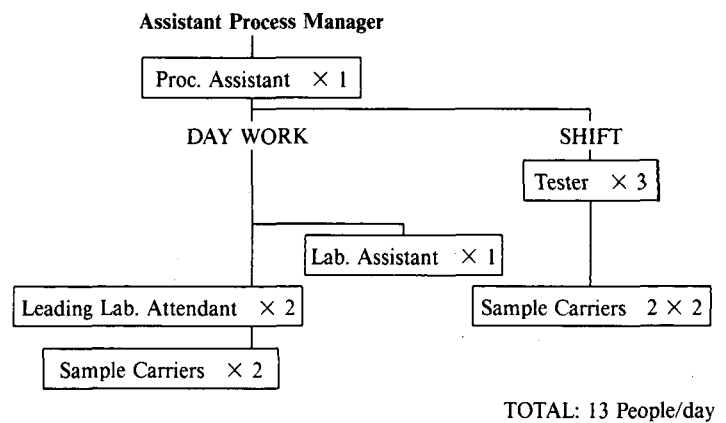 Assistant Process Manager
Proc. Assistant × 1
DAY WORK
SHIFT
Tester × 3
Lab. Assistant × 1
Leading Lab. Attendant × 2
Sample Carriers 2 × 2
Sample Carriers × 2
TOTAL: 13 People/day